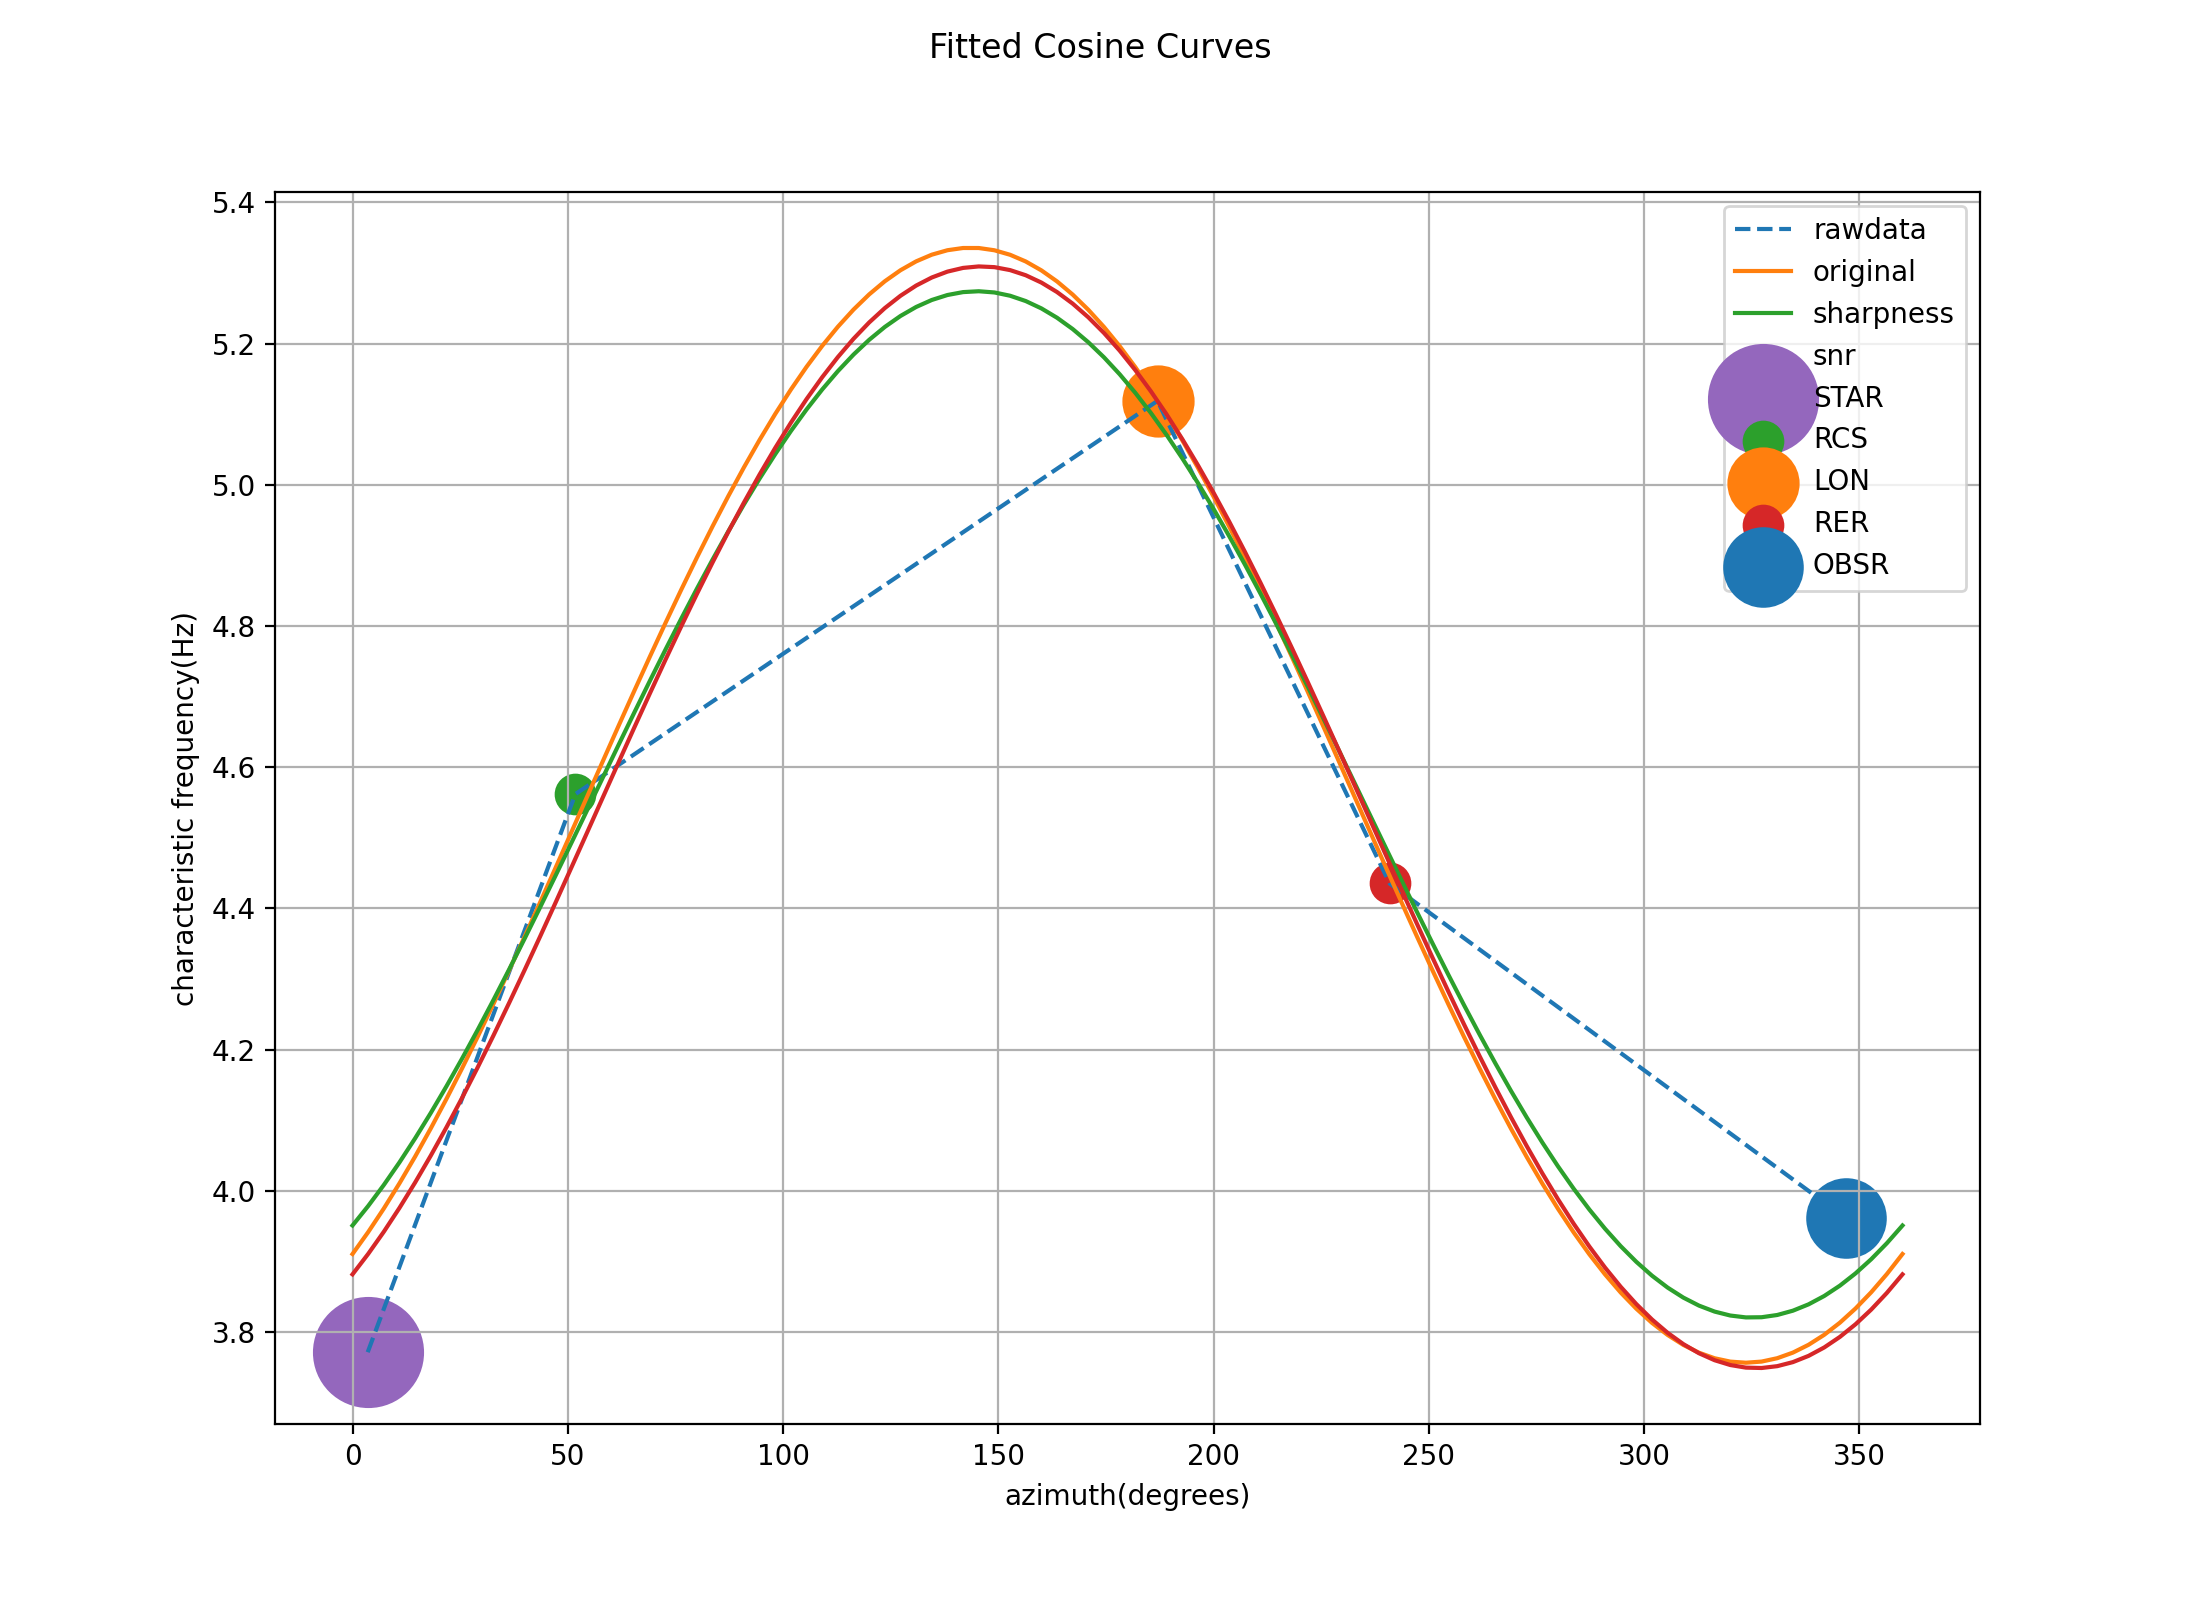 Fitted Cosine Curves
5.4
5.2
5.0
4.8
4.6
4.4
4.2
4.0
3.8
characteristic frequency(Hz)
rawdata
original
sharpness
snr
STAR
RCS
LON
RER
OBSR
0 50 100 150 200 250 300 350
azimuth(degrees)